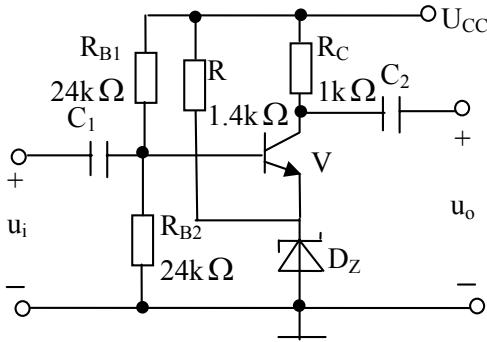 U_CC
R_B1
R
R_C
24kΩ
1kΩ
C_2
C_1
1.4kΩ
+
+
V
u_i
R_B2
u_o
24kΩ
D_Z
−
−